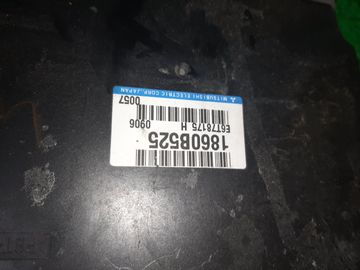 1860B525
E6T78175 H 0906
0057
MITSUBISHI ELECTRIC CORP. JAPAN